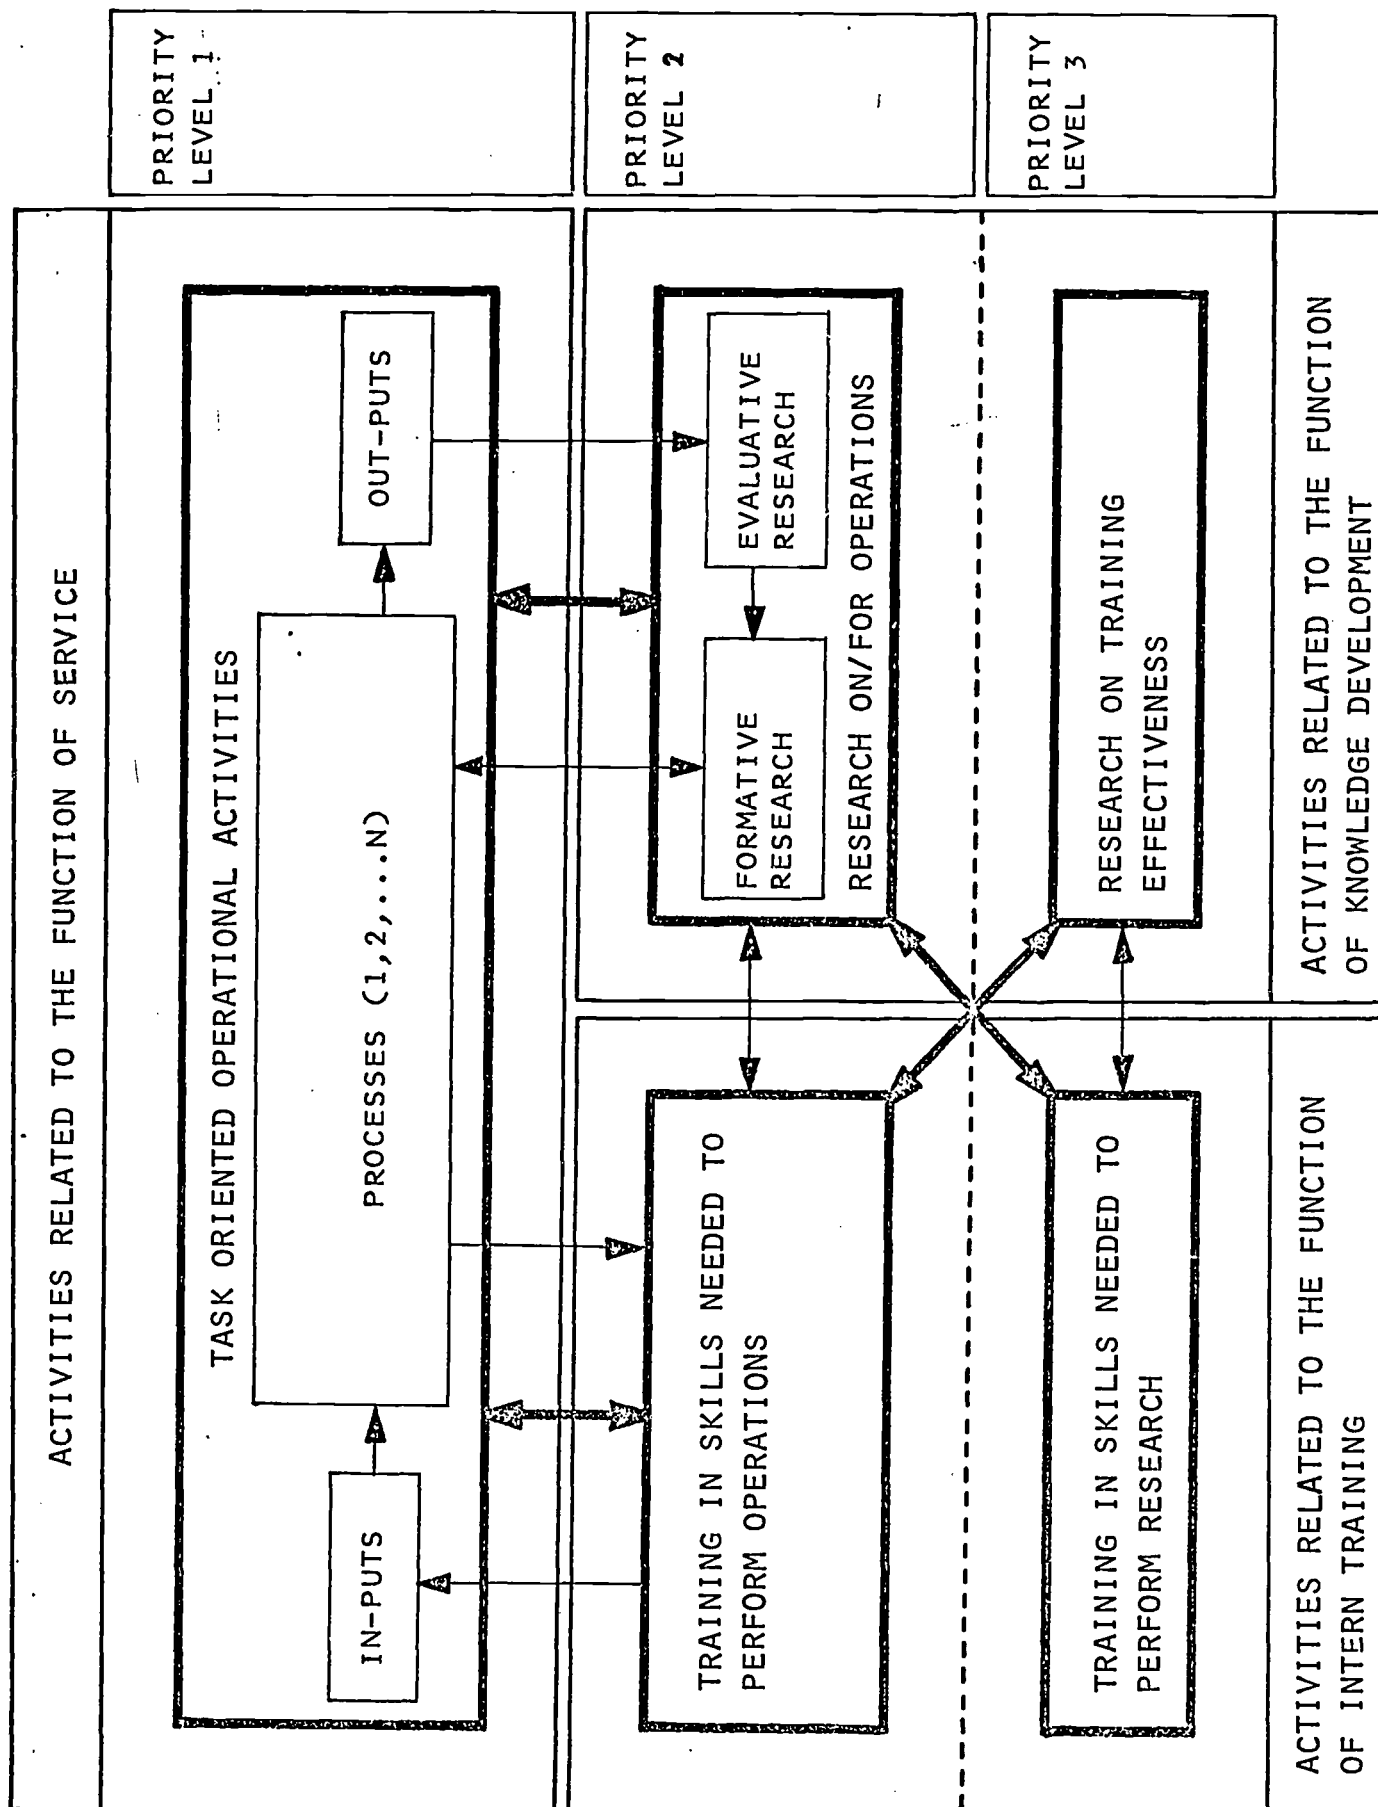 ACTIVITIES RELATED TO THE FUNCTION OF SERVICE
PRIORITY
LEVEL 1
TASK ORIENTED OPERATIONAL ACTIVITIES
IN-PUTS
PROCESSES (1,2,...N)
OUT-PUTS
PRIORITY
LEVEL 2
TRAINING IN SKILLS NEEDED TO
PERFORM OPERATIONS
FORMATIVE
RESEARCH
EVALUATIVE
RESEARCH
RESEARCH ON/FOR OPERATIONS
PRIORITY
LEVEL 3
TRAINING IN SKILLS NEEDED TO
PERFORM RESEARCH
RESEARCH ON TRAINING
EFFECTIVENESS
ACTIVITIES RELATED TO THE FUNCTION
OF INTERN TRAINING
ACTIVITIES RELATED TO THE FUNCTION
OF KNOWLEDGE DEVELOPMENT